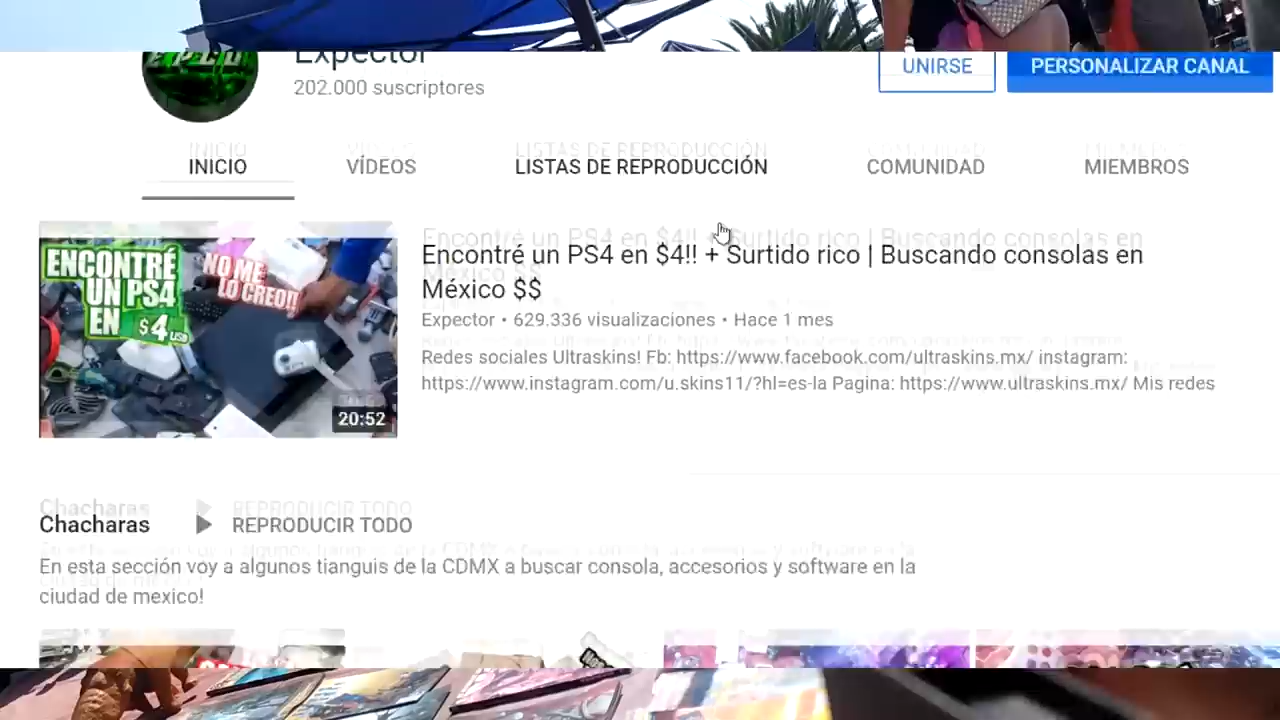 Expector
202.000 suscriptores
UNIRSE
PERSONALIZAR CANAL
INICIO
VÍDEOS
LISTAS DE REPRODUCCIÓN
COMUNIDAD
MIEMBROS
ENCONTRÉ
UN PS4
EN $4 USD
NO ME
LO CREO!!
20:52
Encontré un PS4 en $4!! + Surtido rico | Buscando consolas en
México $$
Expector • 629.336 visualizaciones • Hace 1 mes
Redes sociales Ultraskins! Fb: https://www.facebook.com/ultraskins.mx/ instagram:
https://www.instagram.com/u.skins11/?hl=es-la Pagina: https://www.ultraskins.mx/ Mis redes
Chacharas
REPRODUCIR TODO
En esta sección voy a algunos tianguis de la CDMX a buscar consola, accesorios y software en la
ciudad de mexico!